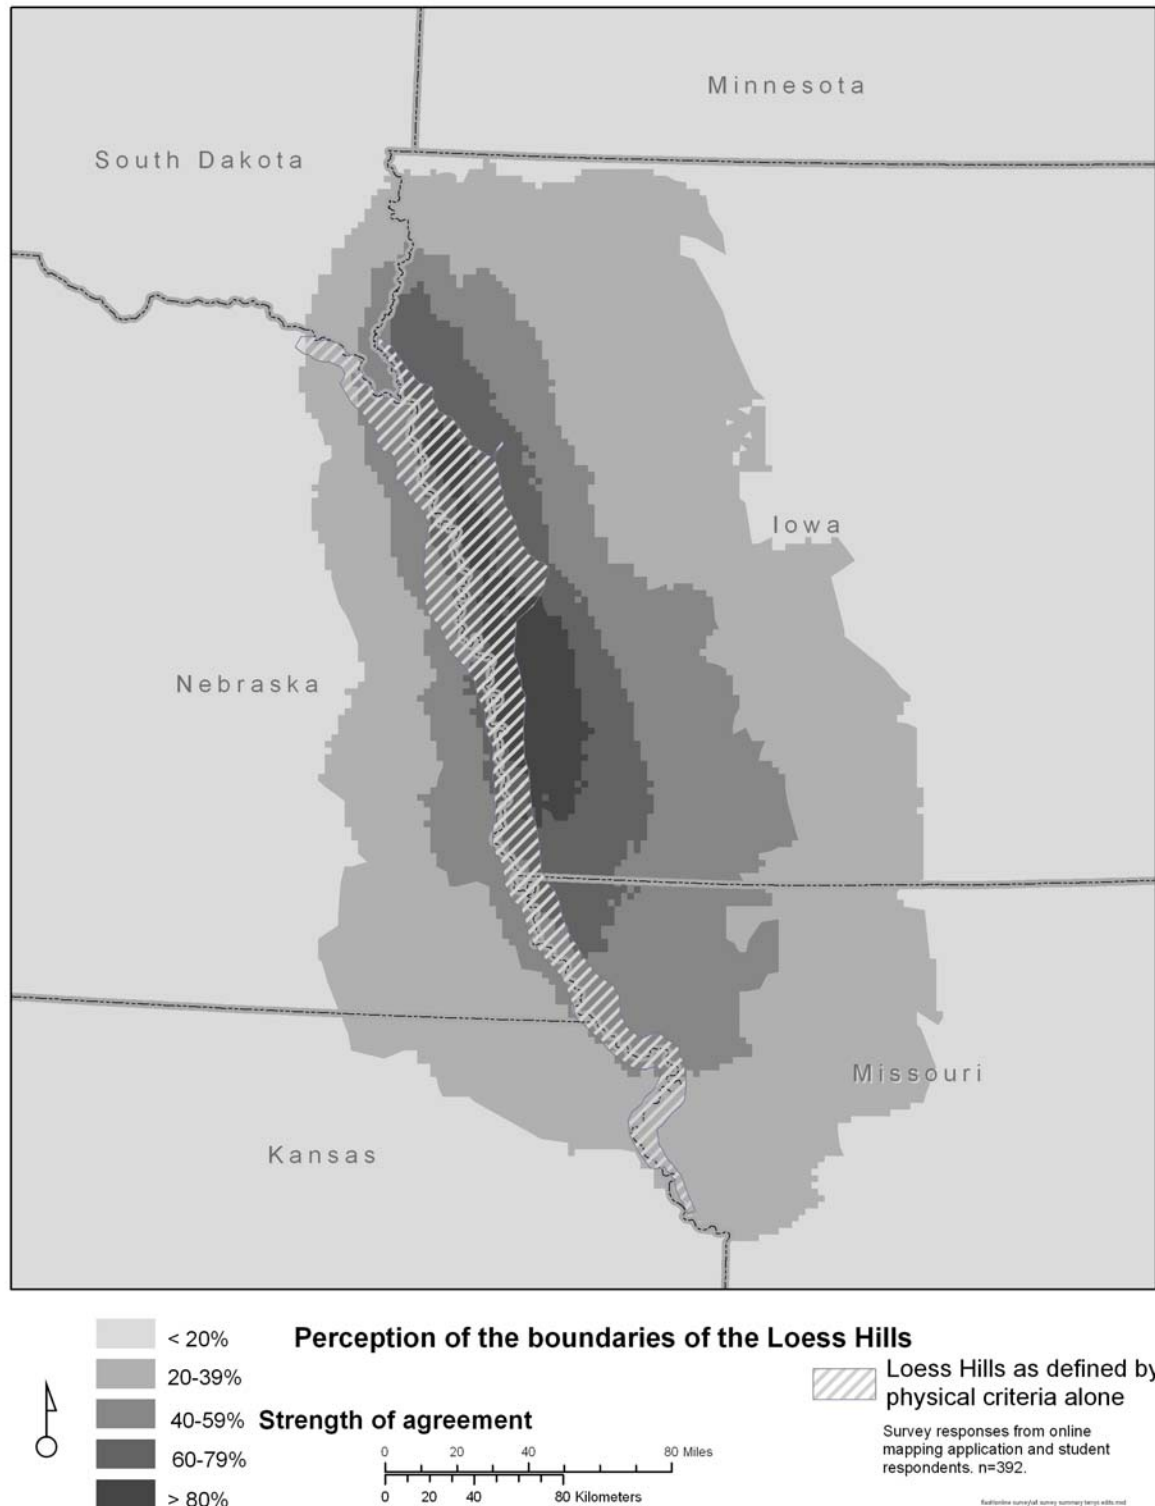 Minnesota
South Dakota
Iowa
Nebraska
Missouri
Kansas
Perception of the boundaries of the Loess Hills
< 20%
20-39%
40-59%
60-79%
> 80%
Strength of agreement
0 20 40 80 Miles
0 20 40 80 Kilometers
Loess Hills as defined by
physical criteria alone
Survey responses from online
mapping application and student
respondents. n=392.